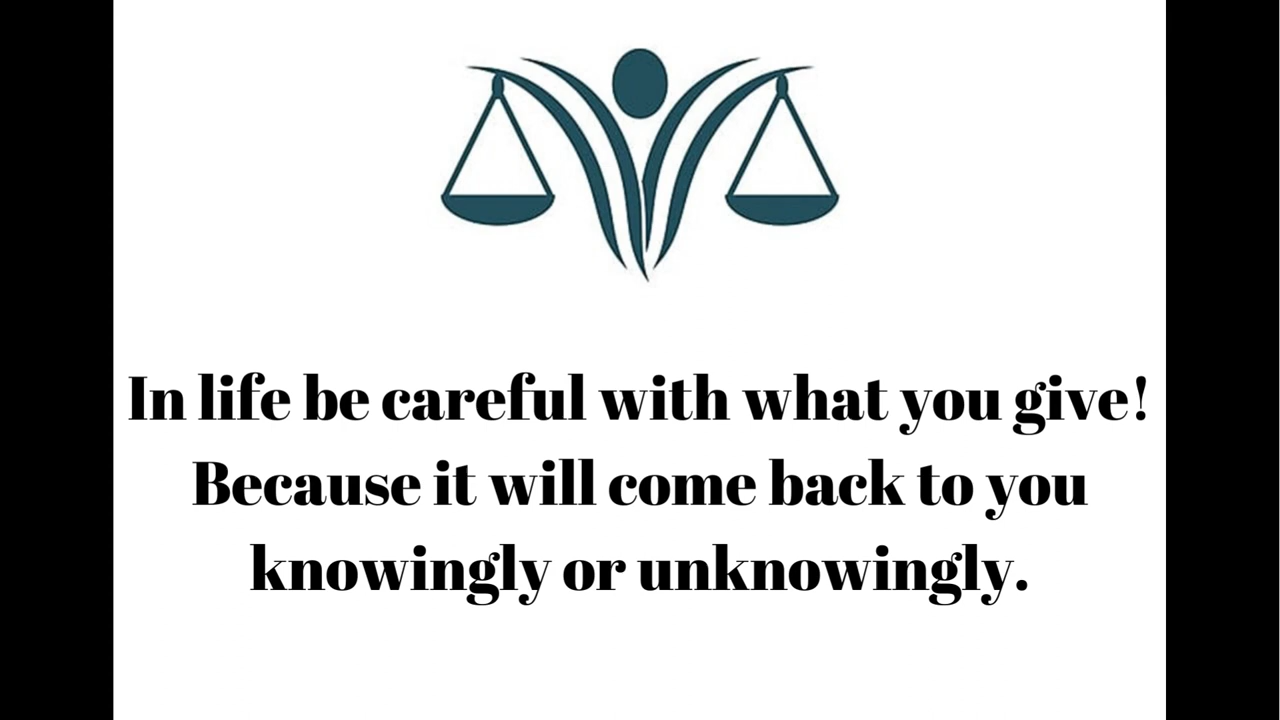 In life be careful with what you give!
Because it will come back to you
knowingly or unknowingly.